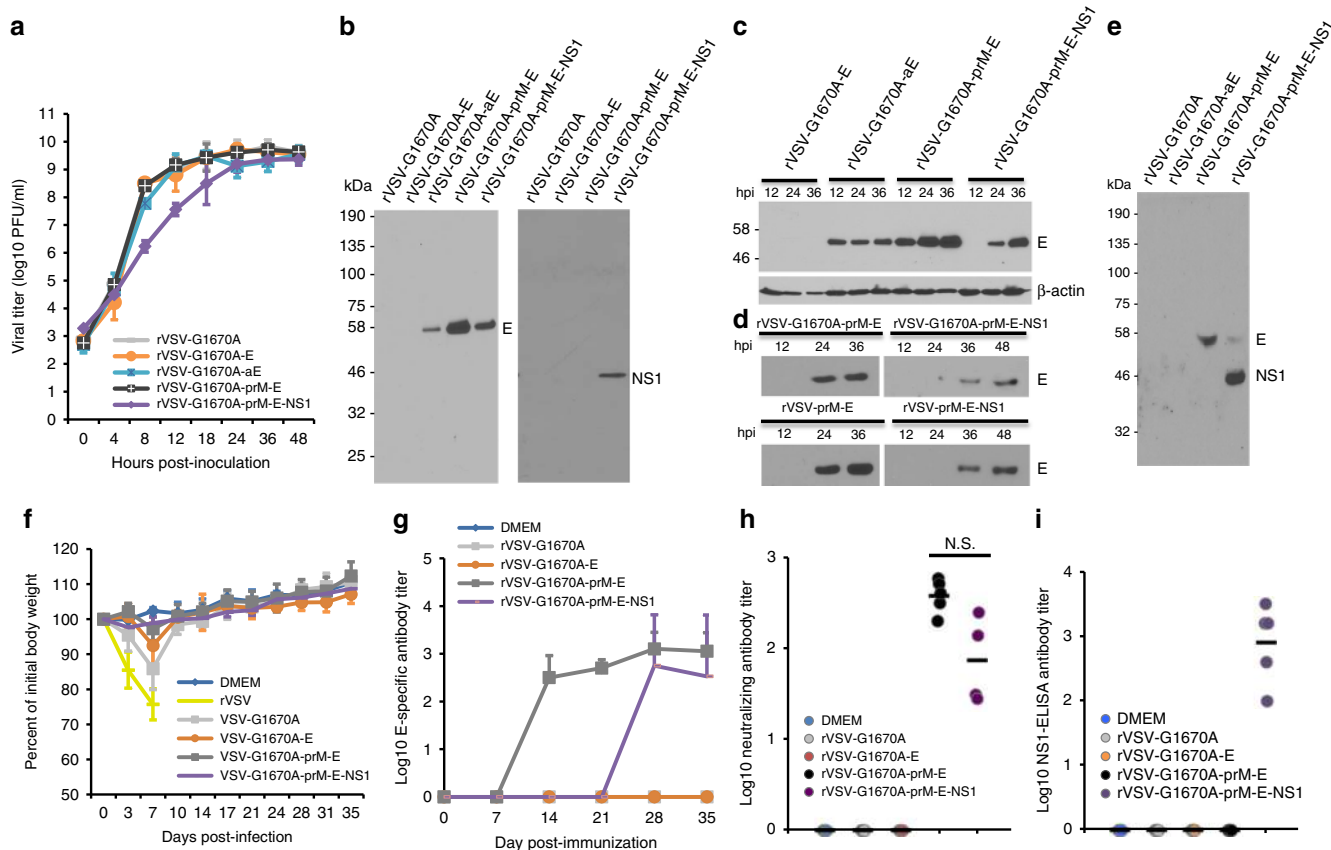 a
Viral titer (log10 PFU/ml)
11
10
9
8
7
6
5
4
3
2
1
0
rVSV-G1670A
rVSV-G1670A-E
rVSV-G1670A-aE
rVSV-G1670A-prM-E
rVSV-G1670A-prM-E-NS1
0 4 8 12 18 24 36 48
Hours post-inoculation
b
rVSV-G1670A
rVSV-G1670A-E
rVSV-G1670A-aE
rVSV-G1670A-prM-E
rVSV-G1670A-prM-E-NS1
rVSV-G1670A
rVSV-G1670A-E
rVSV-G1670A-prM-E
rVSV-G1670A-prM-E-NS1
kDa
190
135
100
75
58
46
32
25
E
NS1
c
rVSV-G1670A-E
rVSV-G1670A-aE
rVSV-G1670A-prM-E
rVSV-G1670A-prM-E-NS1
hpi 12 24 36 12 24 36 12 24 36 12 24 36
58
46
E
β-actin
d
rVSV-G1670A-prM-E rVSV-G1670A-prM-E-NS1
hpi 12 24 36 12 24 36 48
E
rVSV-prM-E rVSV-prM-E-NS1
hpi 12 24 36 12 24 36 48
E
e
rVSV-G1670A
rVSV-G1670A-aE
rVSV-G1670A-prM-E
rVSV-G1670A-prM-E-NS1
kDa
190
135
100
75
58
46
32
E
NS1
f
Percent of initial body weight
120
110
100
90
80
70
60
50
DMEM
rVSV
VSV-G1670A
VSV-G1670A-E
VSV-G1670A-prM-E
VSV-G1670A-prM-E-NS1
0 3 7 10 14 17 21 24 28 31 35
Days post-infection
g
DMEM
rVSV-G1670A
rVSV-G1670A-E
rVSV-G1670A-prM-E
rVSV-G1670A-prM-E-NS1
Log10 E-specific antibody titer
5
4
3
2
1
0
0 7 14 21 28 35
Day post-immunization
h
N.S.
Log10 neutralizing antibody titer
3
2
1
0
DMEM
rVSV-G1670A
rVSV-G1670A-E
rVSV-G1670A-prM-E
rVSV-G1670A-prM-E-NS1
i
Log10 NS1-ELISA antibody titer
4
3
2
1
0
DMEM
rVSV-G1670A
rVSV-G1670A-E
rVSV-G1670A-prM-E
rVSV-G1670A-prM-E-NS1